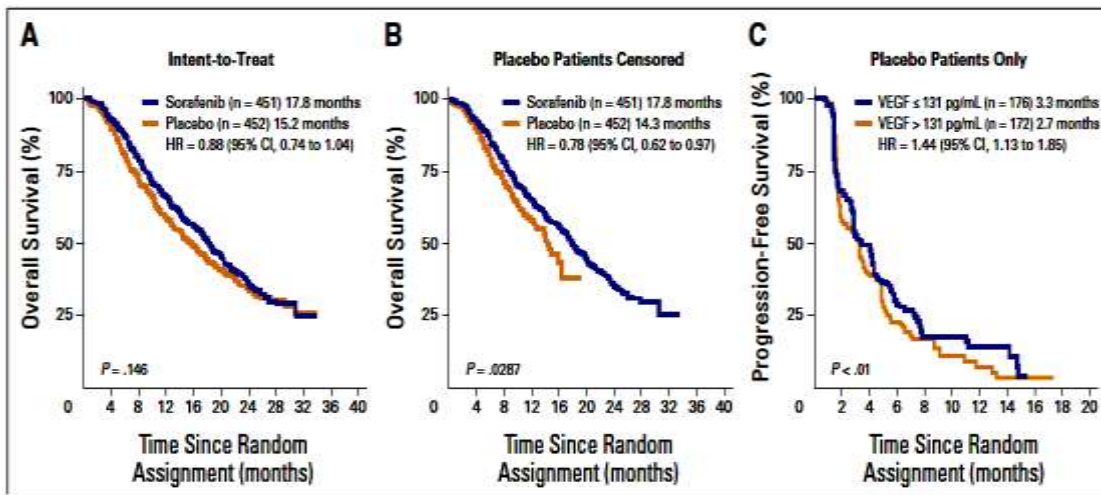 A
Intent-to-Treat
Overall Survival (%)
100
75
50
25
0
Sorafenib (n = 451) 17.8 months
Placebo (n = 452) 15.2 months
HR = 0.88 (95% CI, 0.74 to 1.04)
P = .146
4 8 12 16 20 24 28 32 36 40
Time Since Random
Assignment (months)
B
Placebo Patients Censored
Overall Survival (%)
100
75
50
25
0
Sorafenib (n = 451) 17.8 months
Placebo (n = 452) 14.3 months
HR = 0.78 (95% CI, 0.62 to 0.97)
P = .0287
4 8 12 16 20 24 28 32 36 40
Time Since Random
Assignment (months)
C
Placebo Patients Only
Progression-Free Survival (%)
100
75
50
25
0
VEGF ≤ 131 pg/mL (n = 176) 3.3 months
VEGF > 131 pg/mL (n = 172) 2.7 months
HR = 1.44 (95% CI, 1.13 to 1.85)
P < .01
2 4 6 8 10 12 14 16 18 20
Time Since Random
Assignment (months)